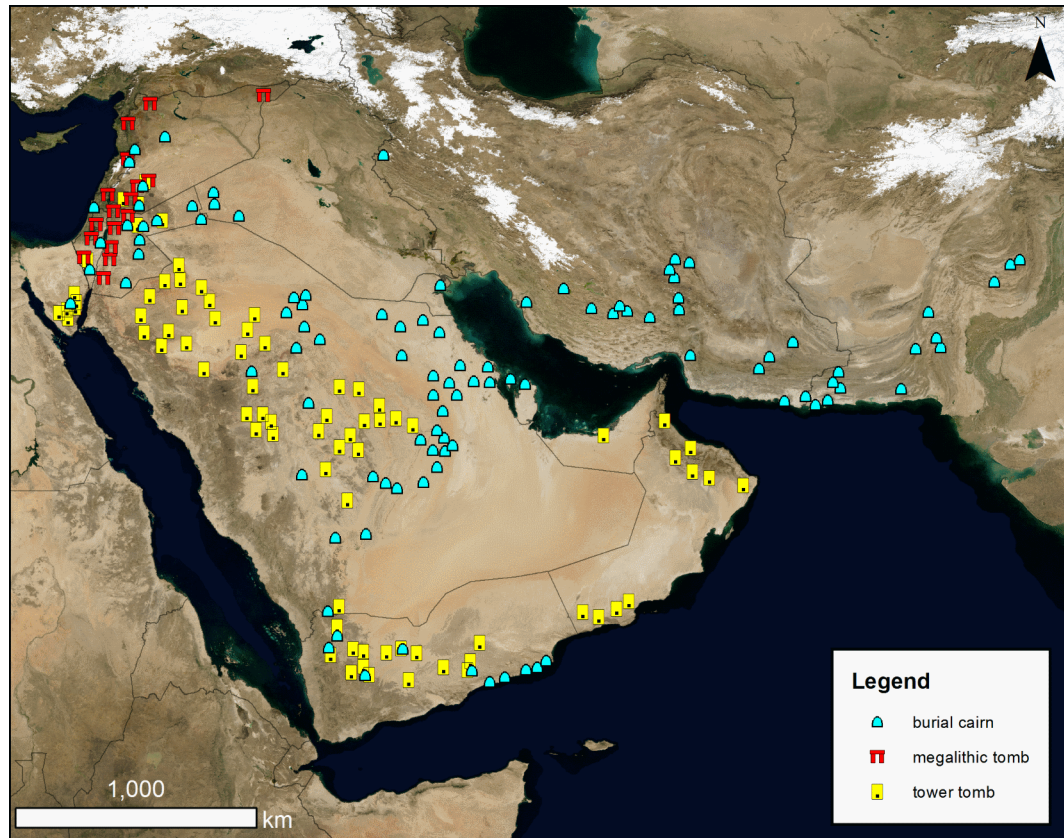 N
Legend
burial cairn
megalithic tomb
tower tomb
1,000
km